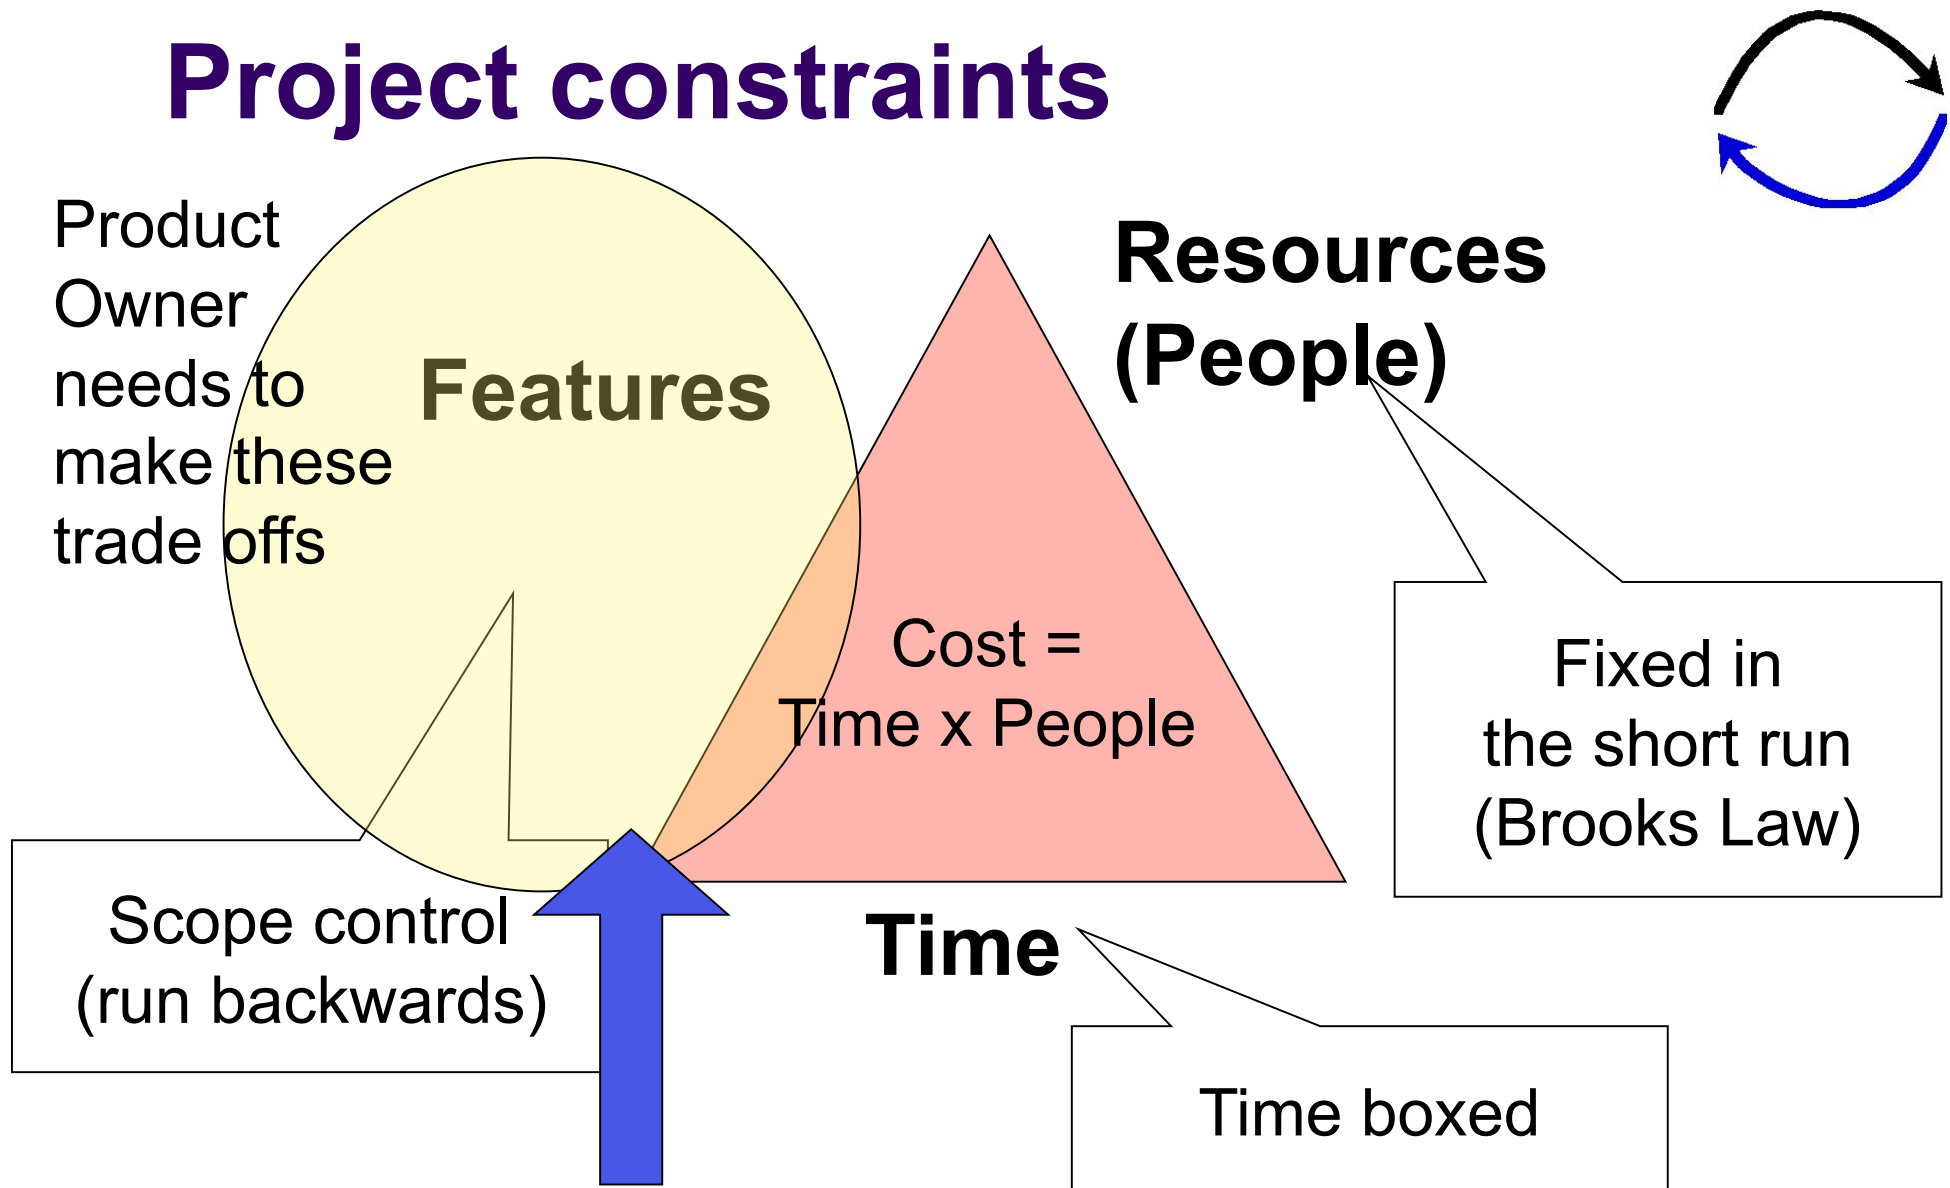 Project constraints
Product
Owner
needs to
make these
trade offs
Features
Resources
(People)
Cost =
Time x People
Fixed in
the short run
(Brooks Law)
Scope control
(run backwards)
Time
Time boxed